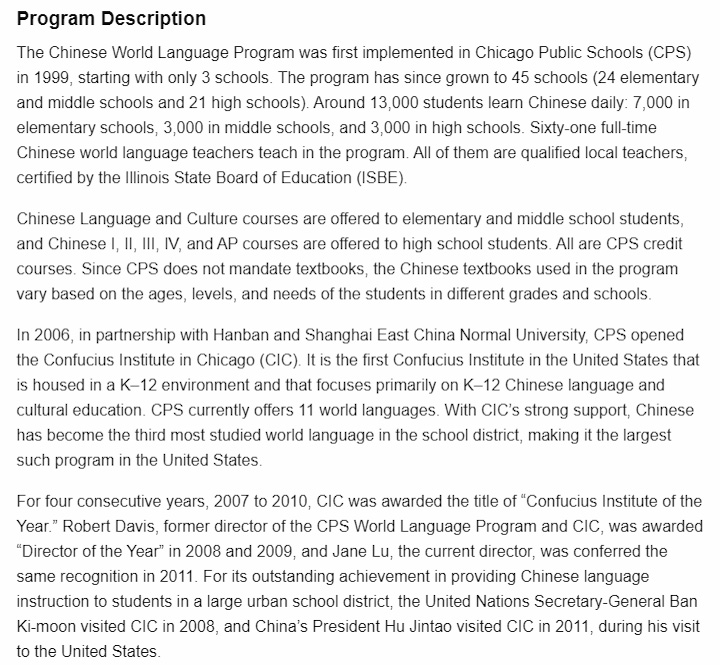 Program Description
The Chinese World Language Program was first implemented in Chicago Public Schools (CPS)
in 1999, starting with only 3 schools. The program has since grown to 45 schools (24 elementary
and middle schools and 21 high schools). Around 13,000 students learn Chinese daily: 7,000 in
elementary schools, 3,000 in middle schools, and 3,000 in high schools. Sixty-one full-time
Chinese world language teachers teach in the program. All of them are qualified local teachers,
certified by the Illinois State Board of Education (ISBE).
Chinese Language and Culture courses are offered to elementary and middle school students,
and Chinese I, II, III, IV, and AP courses are offered to high school students. All are CPS credit
courses. Since CPS does not mandate textbooks, the Chinese textbooks used in the program
vary based on the ages, levels, and needs of the students in different grades and schools.
In 2006, in partnership with Hanban and Shanghai East China Normal University, CPS opened
the Confucius Institute in Chicago (CIC). It is the first Confucius Institute in the United States that
is housed in a K–12 environment and that focuses primarily on K–12 Chinese language and
cultural education. CPS currently offers 11 world languages. With CIC’s strong support, Chinese
has become the third most studied world language in the school district, making it the largest
such program in the United States.
For four consecutive years, 2007 to 2010, CIC was awarded the title of “Confucius Institute of the
Year.” Robert Davis, former director of the CPS World Language Program and CIC, was awarded
“Director of the Year” in 2008 and 2009, and Jane Lu, the current director, was conferred the
same recognition in 2011. For its outstanding achievement in providing Chinese language
instruction to students in a large urban school district, the United Nations Secretary-General Ban
Ki-moon visited CIC in 2008, and China’s President Hu Jintao visited CIC in 2011, during his visit
to the United States.